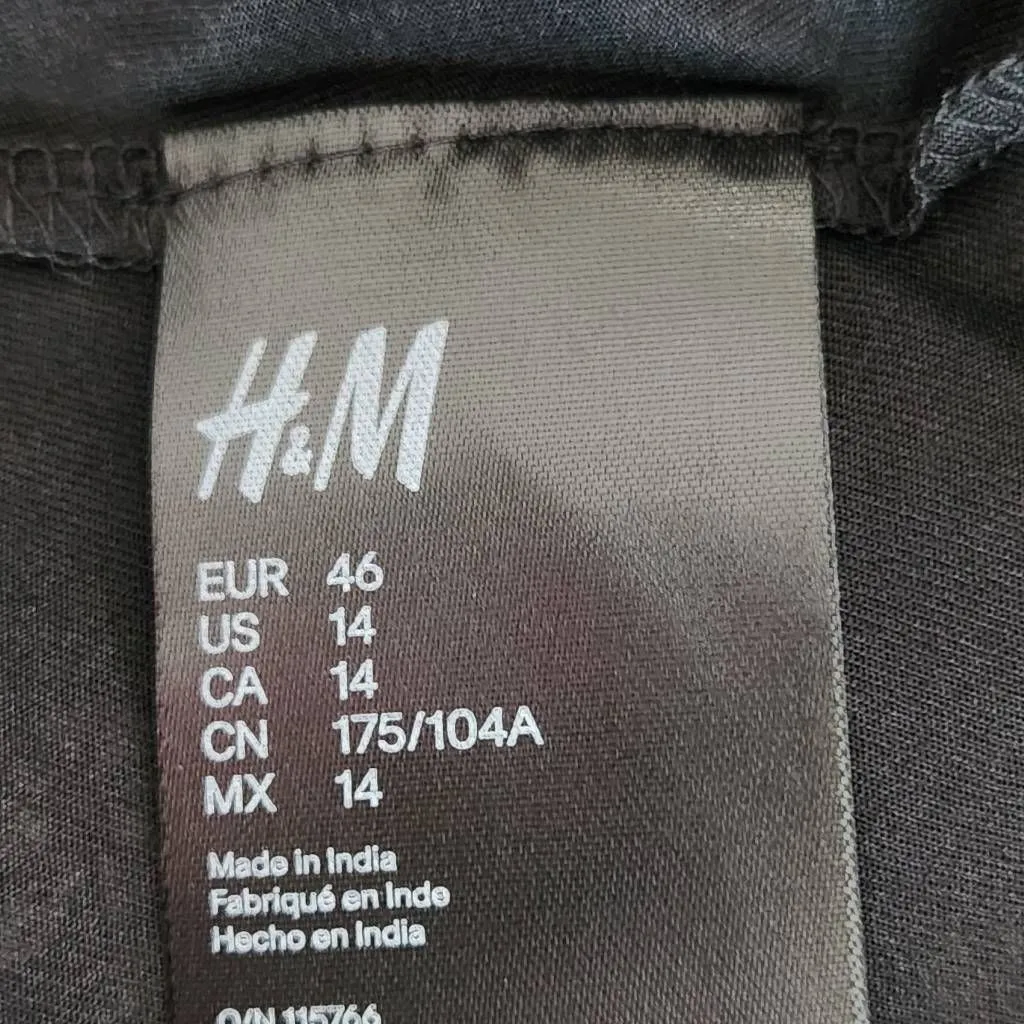 H&M
EUR 46
US 14
CA 14
CN 175/104A
MX 14
Made in India
Fabriqué en Inde
Hecho en India
O/N 115766